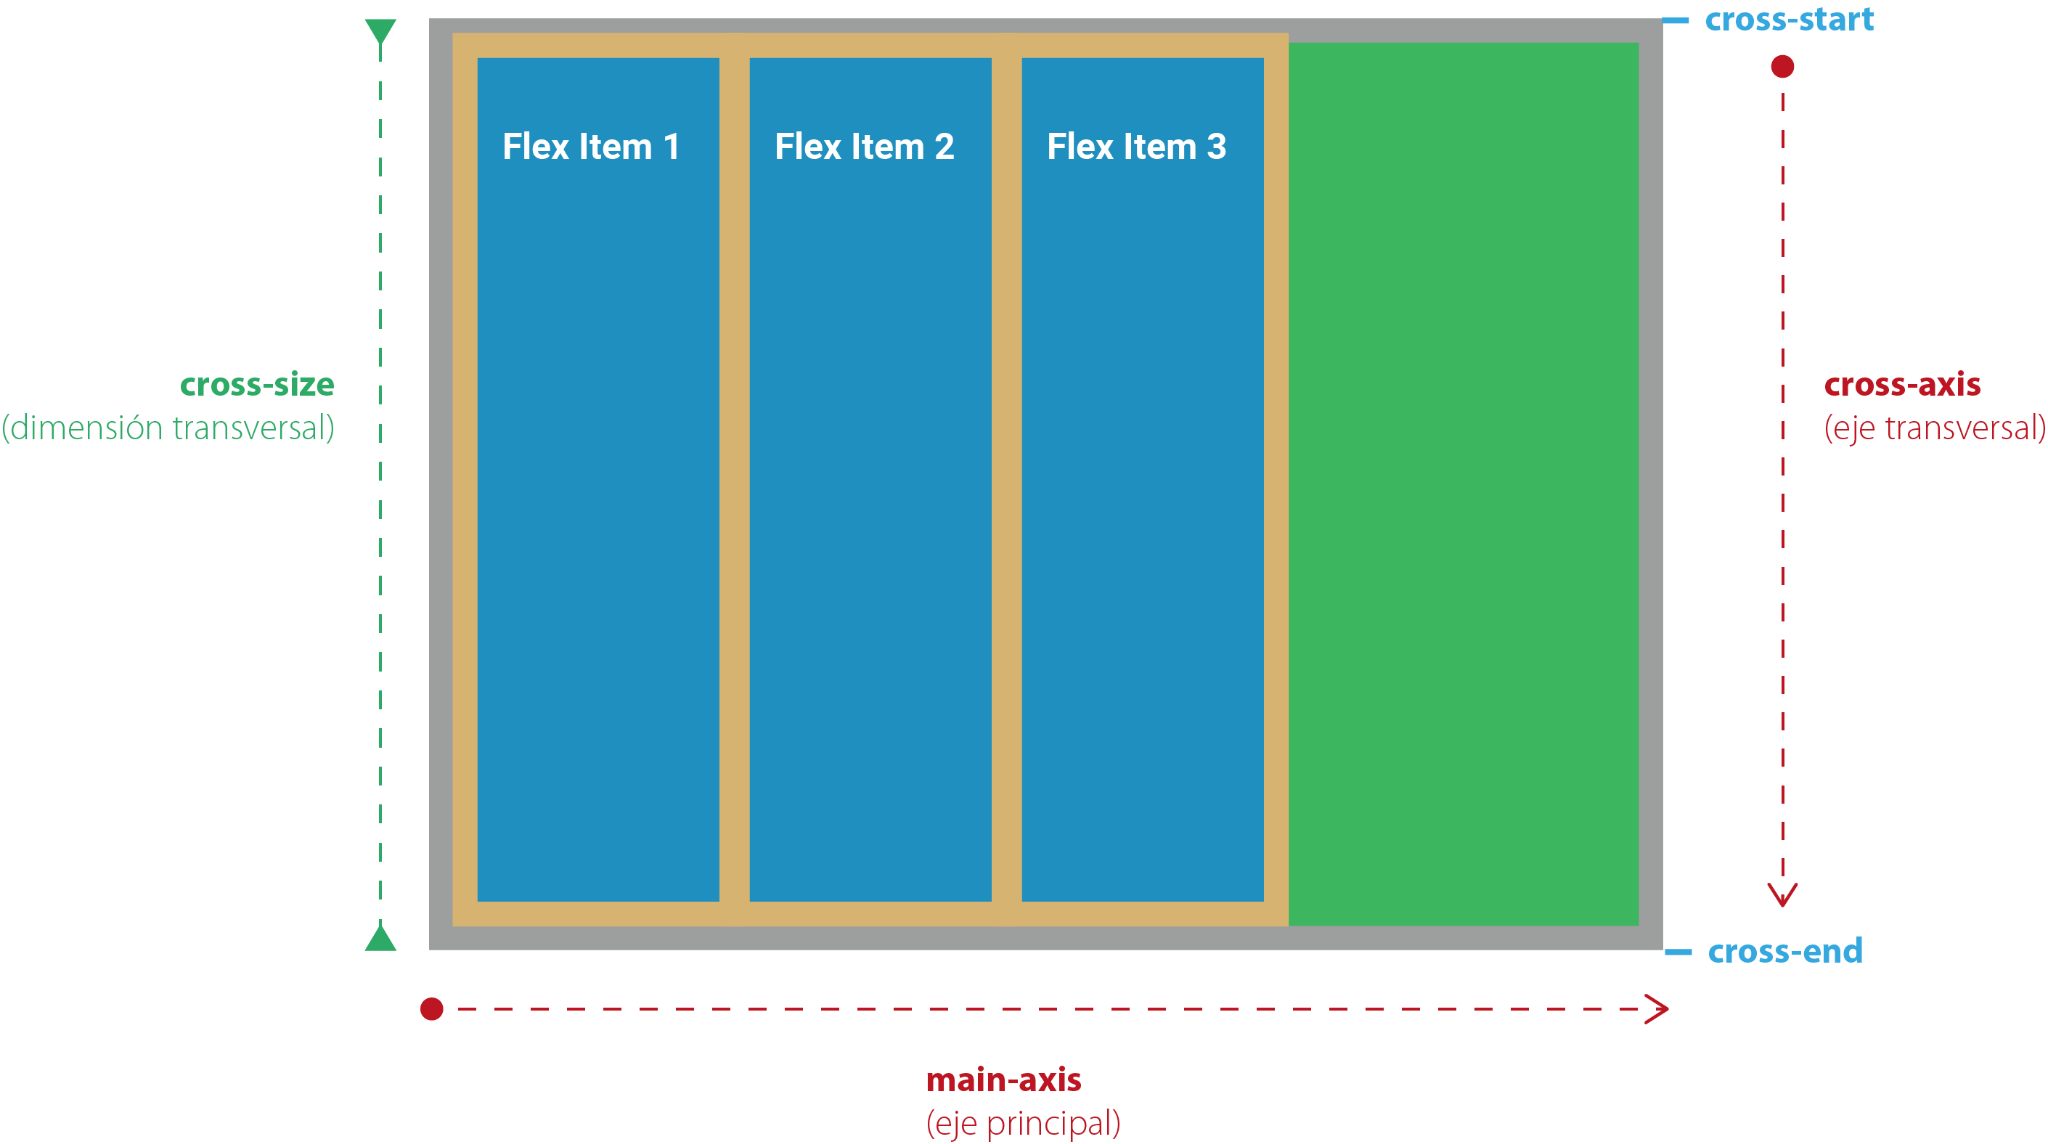 cross-start
Flex Item 1
Flex Item 2
Flex Item 3
cross-size
(dimensión transversal)
cross-axis
(eje transversal)
cross-end
main-axis
(eje principal)